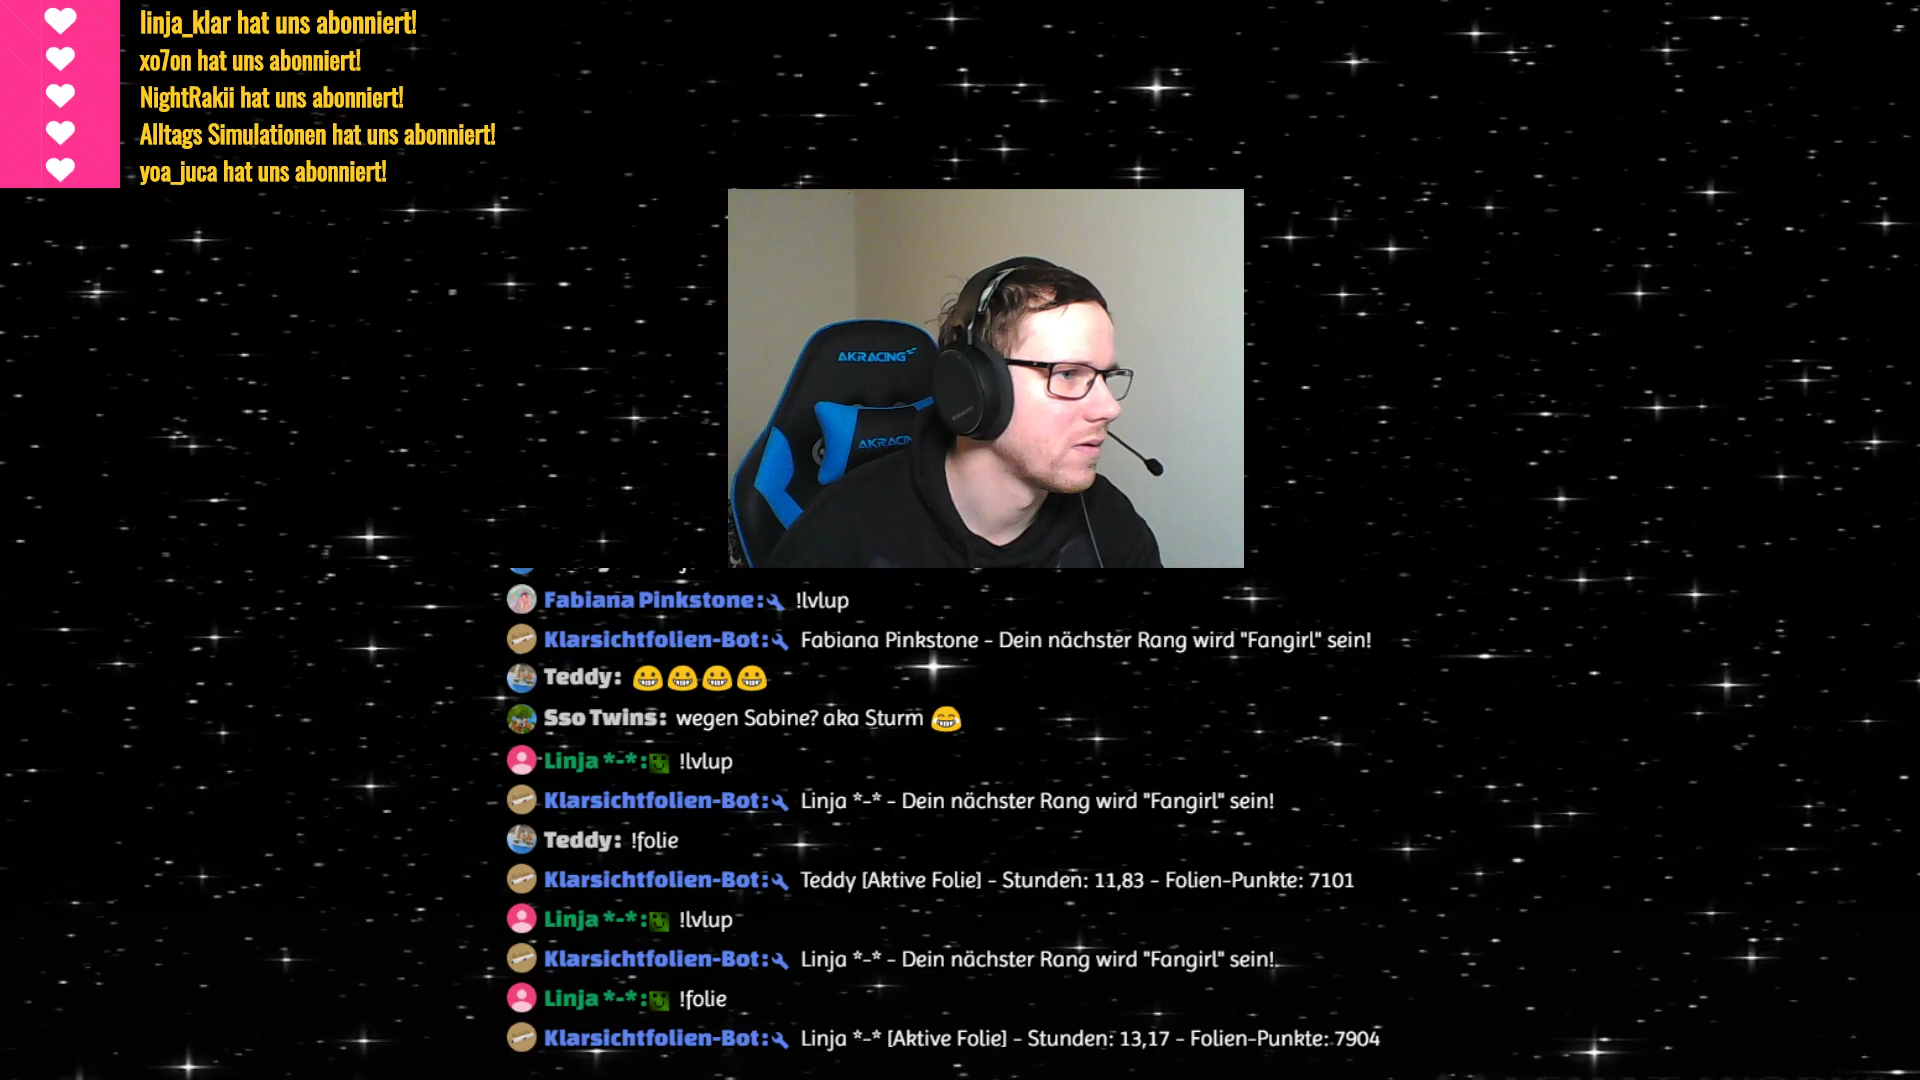 linja_klar hat uns abonniert!
xo7on hat uns abonniert!
NightRakii hat uns abonniert!
Alltags Simulationen hat uns abonniert!
yoa_juca hat uns abonniert!
AKRACING
AKRACIN
Fabiana Pinkstone: !lvlup
Klarsichtfolien-Bot: Fabiana Pinkstone - Dein nächster Rang wird "Fangirl" sein!
Teddy: 😀😀😀😀
Sso Twins: wegen Sabine? aka Sturm 😂
Linja *-*: !lvlup
Klarsichtfolien-Bot: Linja *-* - Dein nächster Rang wird "Fangirl" sein!
Teddy: !folie
Klarsichtfolien-Bot: Teddy [Aktive Folie] - Stunden: 11,83 - Folien-Punkte: 7101
Linja *-*: !lvlup
Klarsichtfolien-Bot: Linja *-* - Dein nächster Rang wird "Fangirl" sein!
Linja *-*: !folie
Klarsichtfolien-Bot: Linja *-* [Aktive Folie] - Stunden: 13,17 - Folien-Punkte: 7904